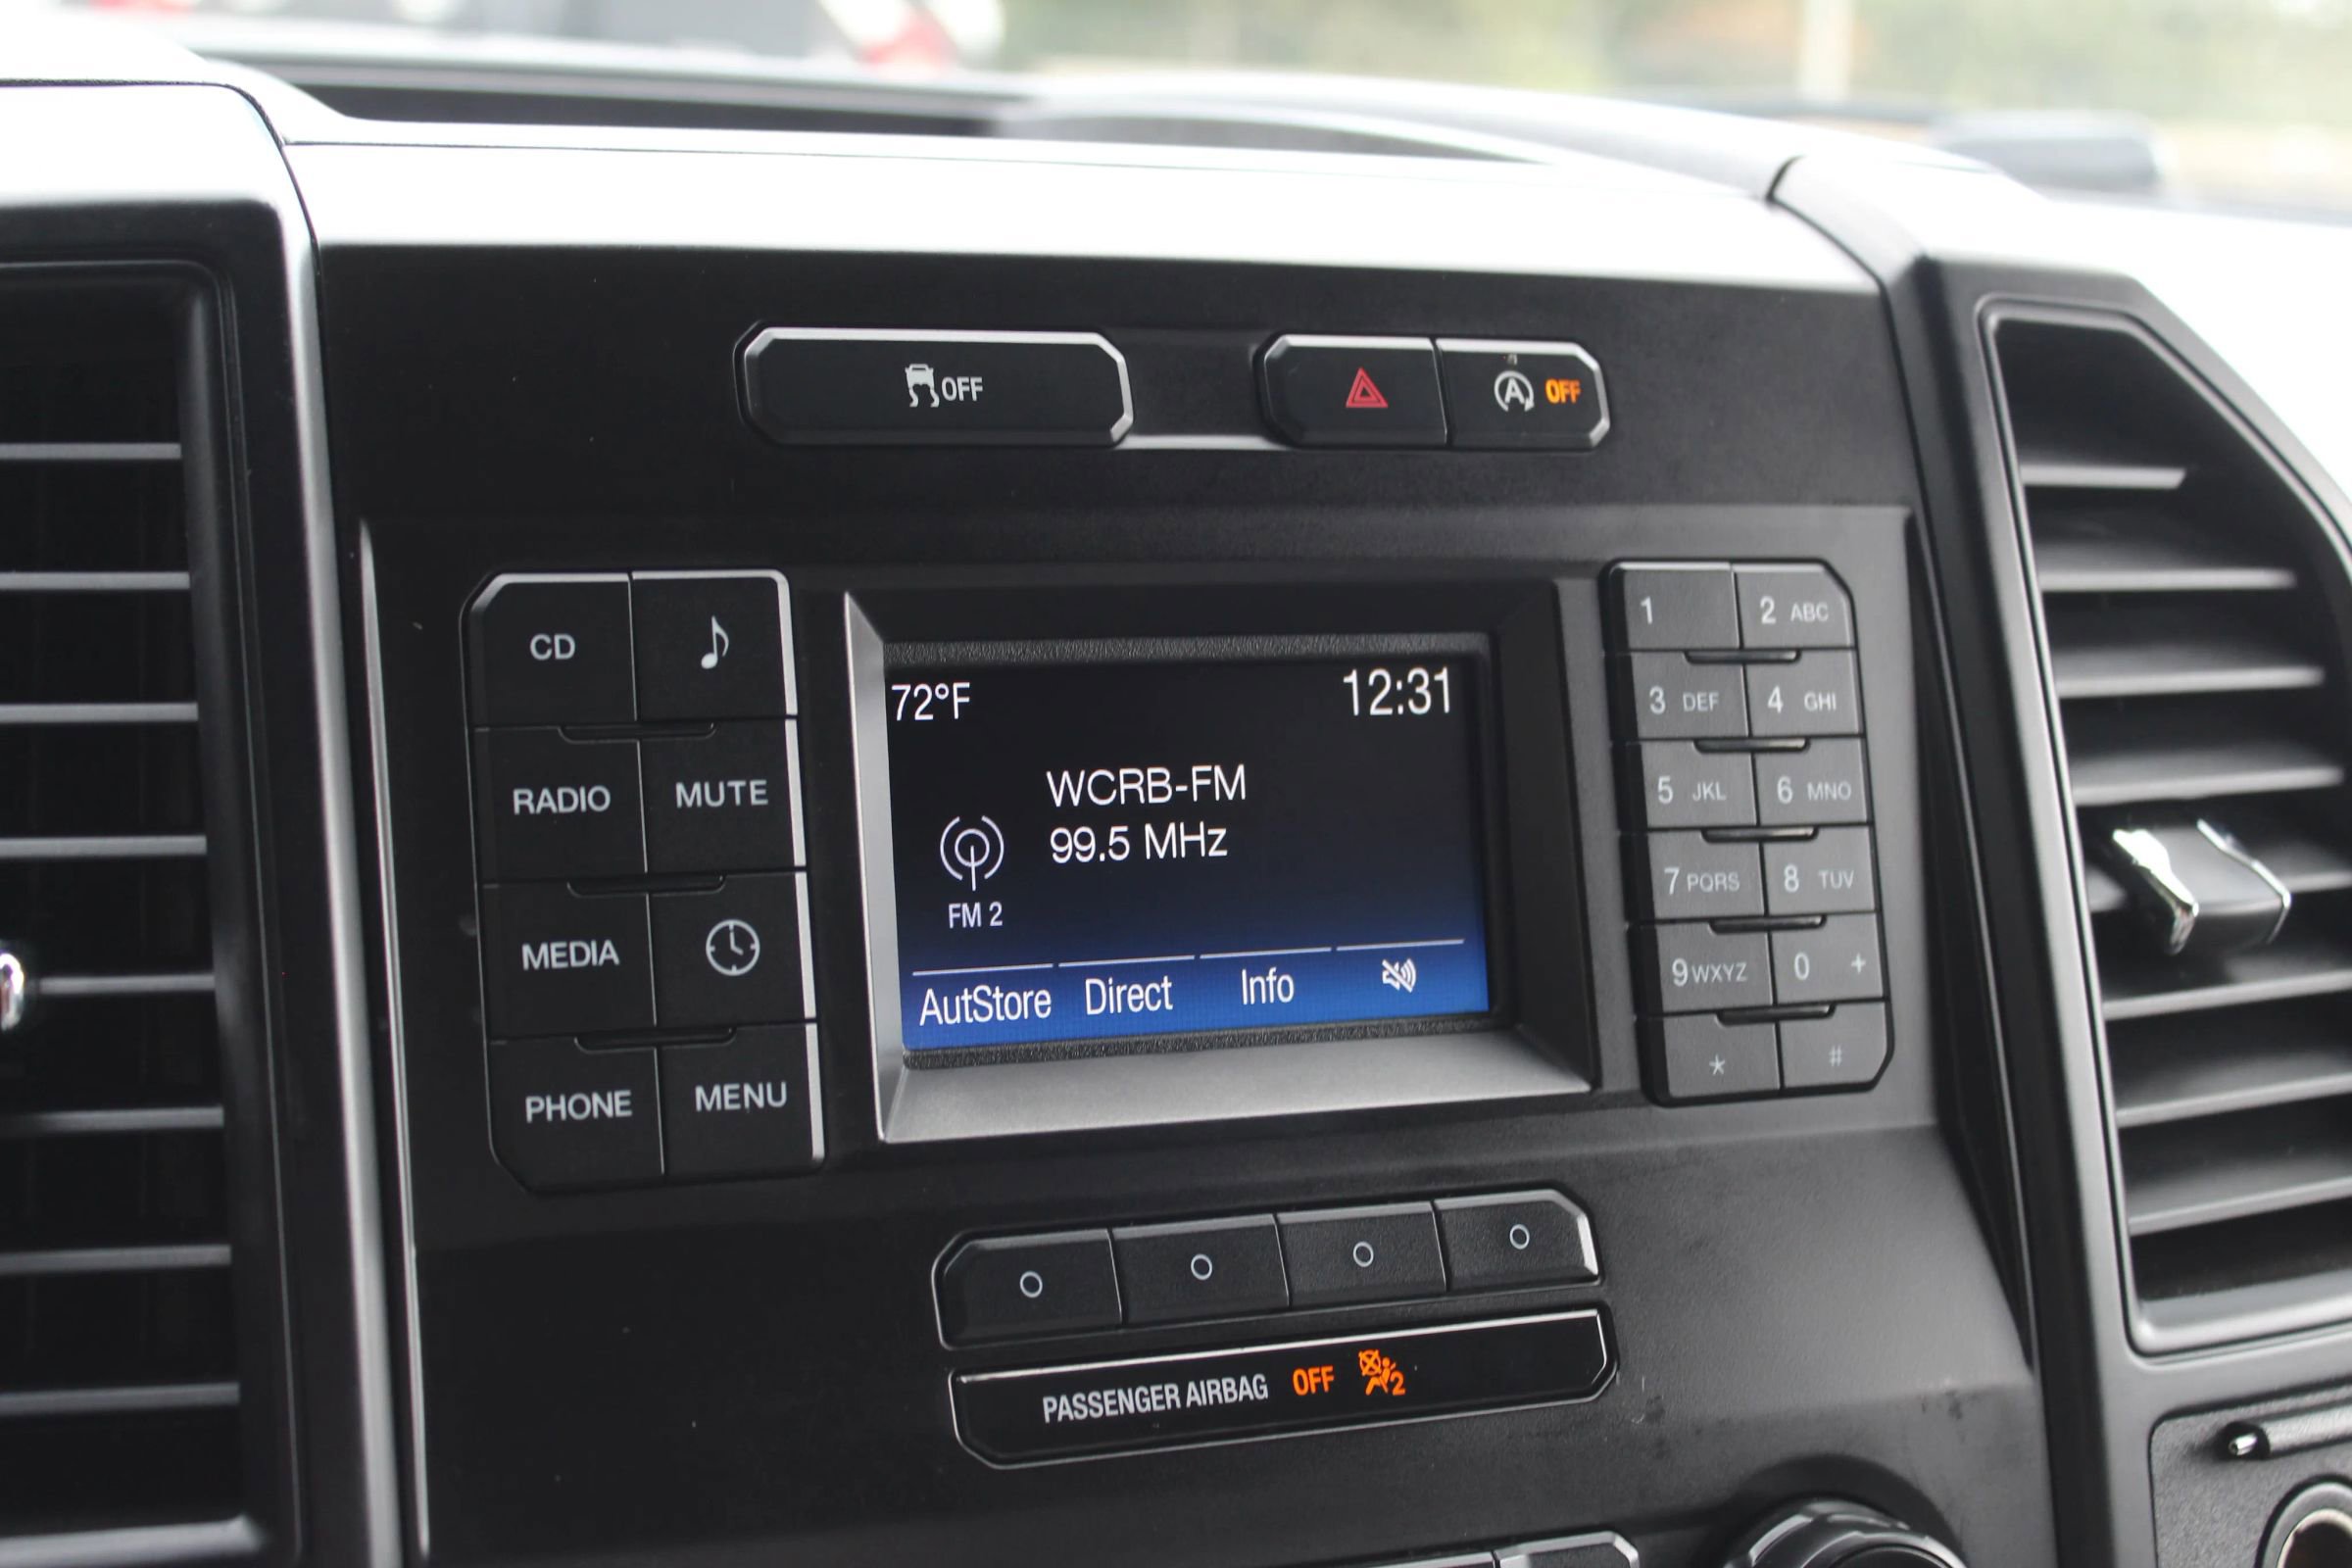 OFF
A OFF
CD
1
2 ABC
72°F
12:31
3 DEF
4 GHI
RADIO
MUTE
WCRB-FM
99.5 MHz
5 JKL
6 MNO
FM 2
7 PQRS
8 TUV
MEDIA
AutStore Direct Info
9 WXYZ
0 +
PHONE
MENU
*
#
PASSENGER AIRBAG OFF 2